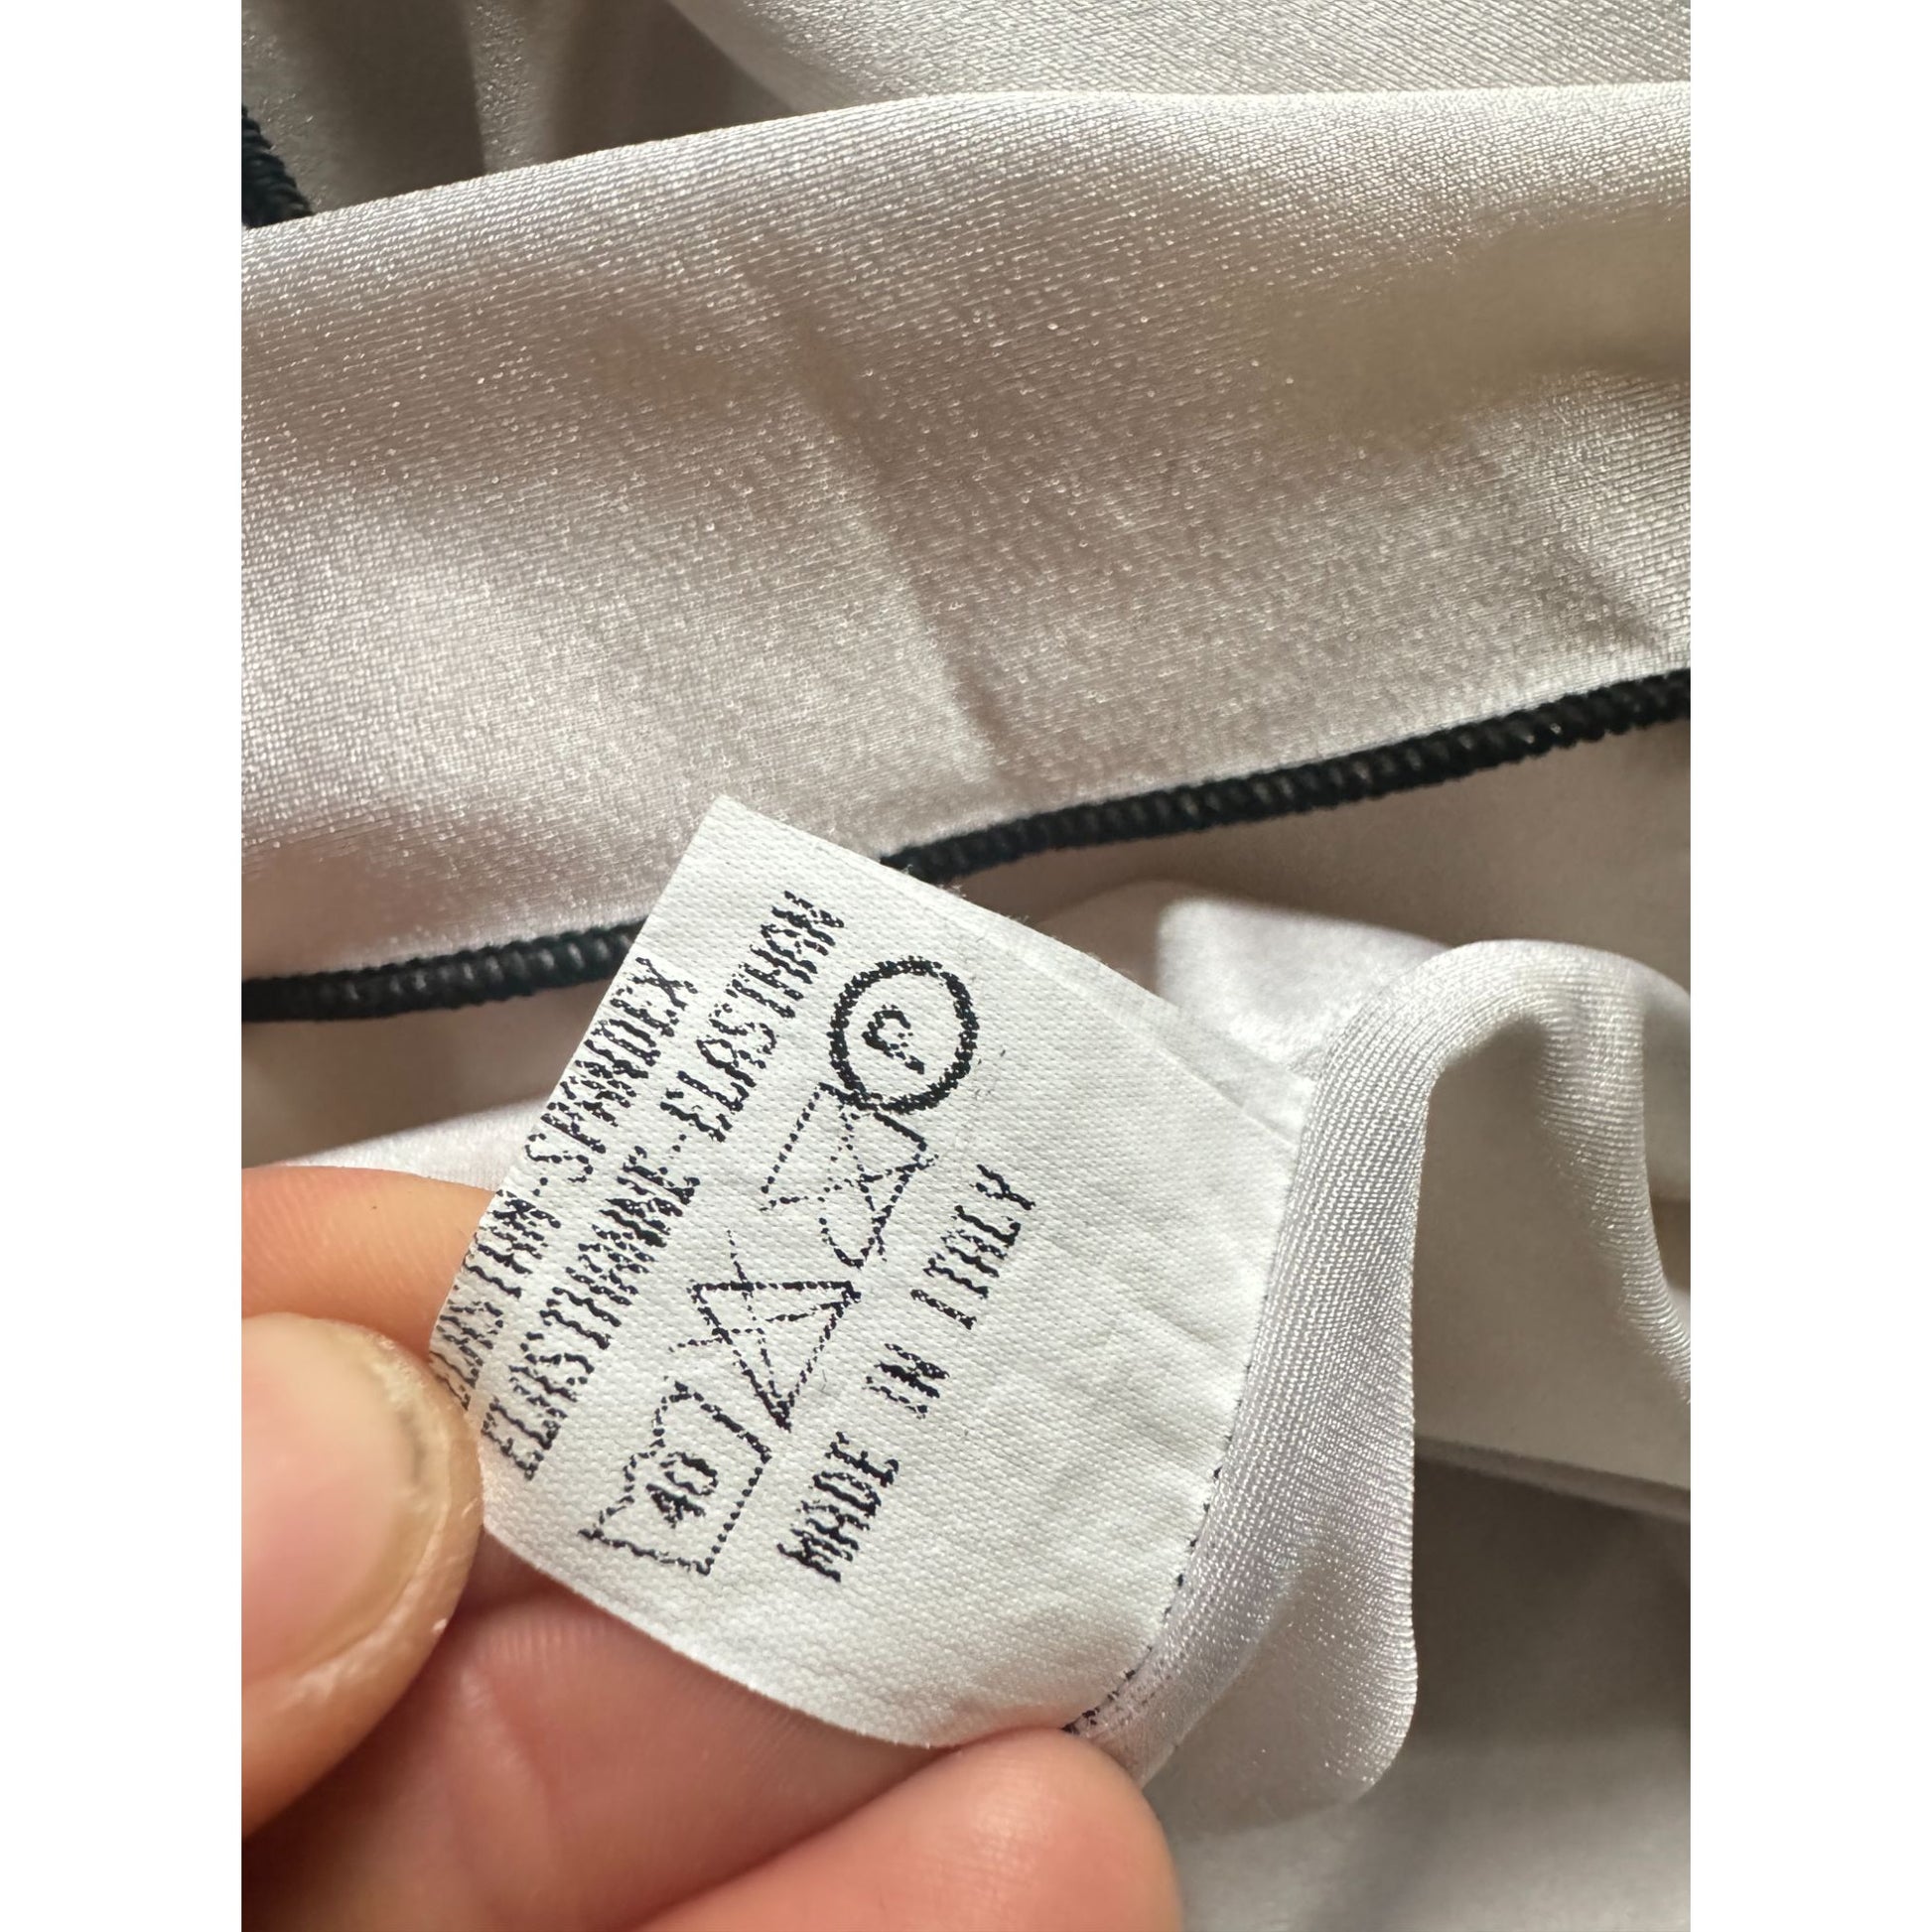 ELASTAN-SPANDEX
ELASTHANNE-ELASTHAN
40 P
MADE IN ITALY